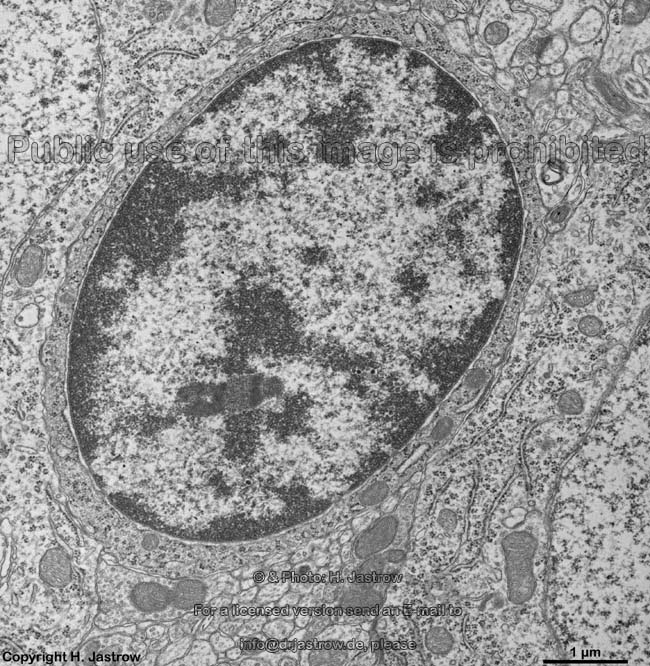 Public use of this image is prohibited
© & Photo: H. Jastrow
For a licensed version send an E-mail to
info@drjastrow.de, please
1 µm
Copyright H. Jastrow